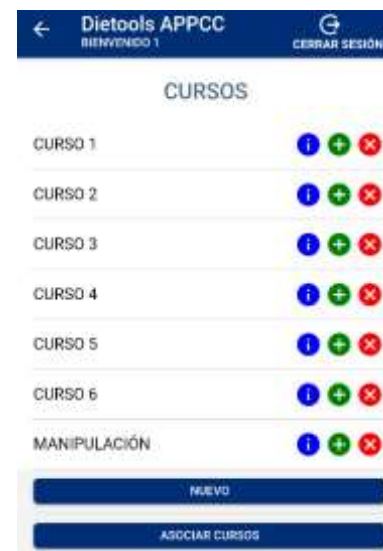 Dietools APPCC
BIENVENIDO 1
CERRAR SESIÓN
CURSOS
CURSO 1
CURSO 2
CURSO 3
CURSO 4
CURSO 5
CURSO 6
MANIPULACIÓN
NUEVO
ASOCIAR CURSOS